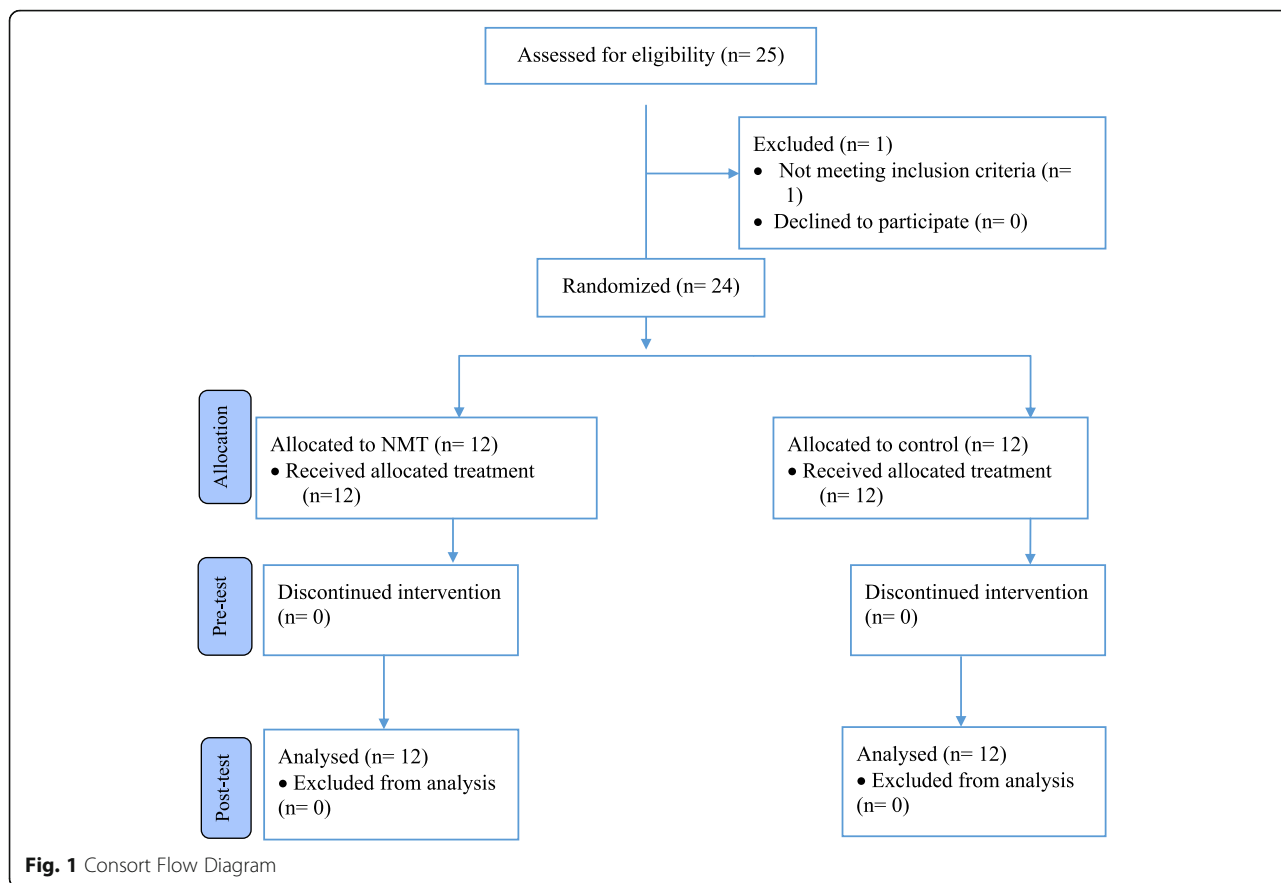 Assessed for eligibility (n= 25)
Excluded (n= 1)
• Not meeting inclusion criteria (n=
1)
• Declined to participate (n= 0)
Randomized (n= 24)
Allocation
Allocated to NMT (n= 12)
• Received allocated treatment
(n=12)
Allocated to control (n= 12)
• Received allocated treatment
(n= 12)
Pre-test
Discontinued intervention
(n= 0)
Discontinued intervention
(n= 0)
Post-test
Analysed (n= 12)
• Excluded from analysis
(n= 0)
Analysed (n= 12)
• Excluded from analysis
(n= 0)
Fig. 1 Consort Flow Diagram